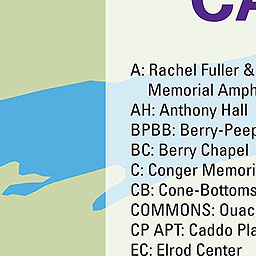 CA
A: Rachel Fuller &
Memorial Amph
AH: Anthony Hall
BPBB: Berry-Peep
BC: Berry Chapel
C: Conger Memori
CB: Cone-Bottoms
COMMONS: Ouac
CP APT: Caddo Pla
EC: Elrod Center